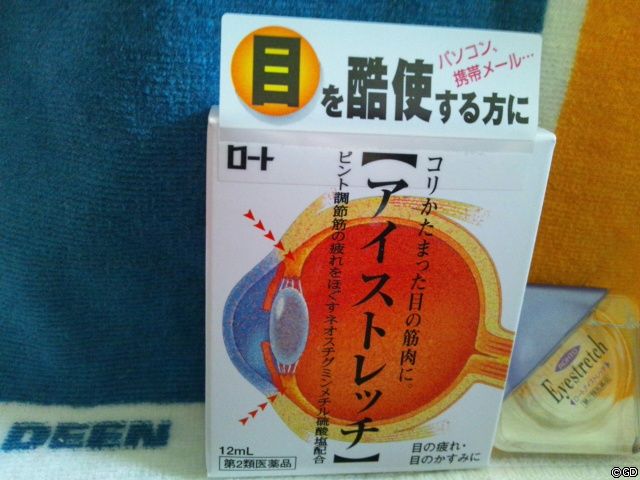 目を酷使する方に
パソコン、
携帯メール…
ロート
コリかたまった目の筋肉に。
【アイストレッチ】
ピント調節筋の疲れをほぐすネオスチグミンメチル硫酸塩配合
12mL
第2類医薬品
目の疲れ・
目のかすみに
Eyestretch
DEEN
©GD